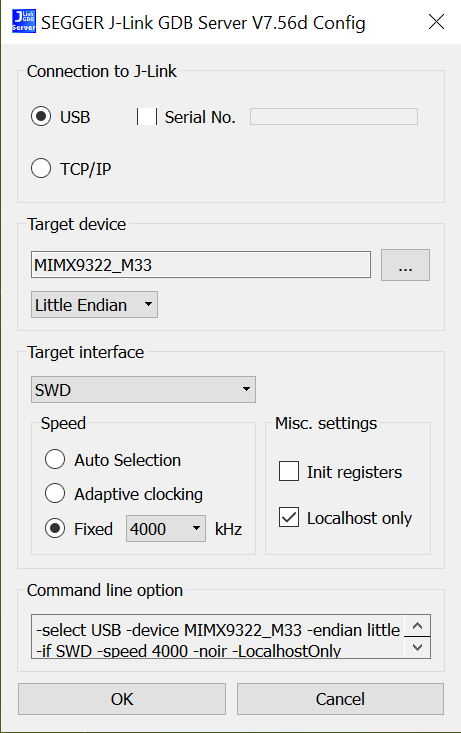 J-Link
GDB
Server
SEGGER J-Link GDB Server V7.56d Config
Connection to J-Link
USB
Serial No.
TCP/IP
Target device
MIMX9322_M33
...
Little Endian
Target interface
SWD
Speed
Auto Selection
Adaptive clocking
Fixed
4000
kHz
Misc. settings
Init registers
Localhost only
Command line option
-select USB -device MIMX9322_M33 -endian little
-if SWD -speed 4000 -noir -LocalhostOnly
OK
Cancel